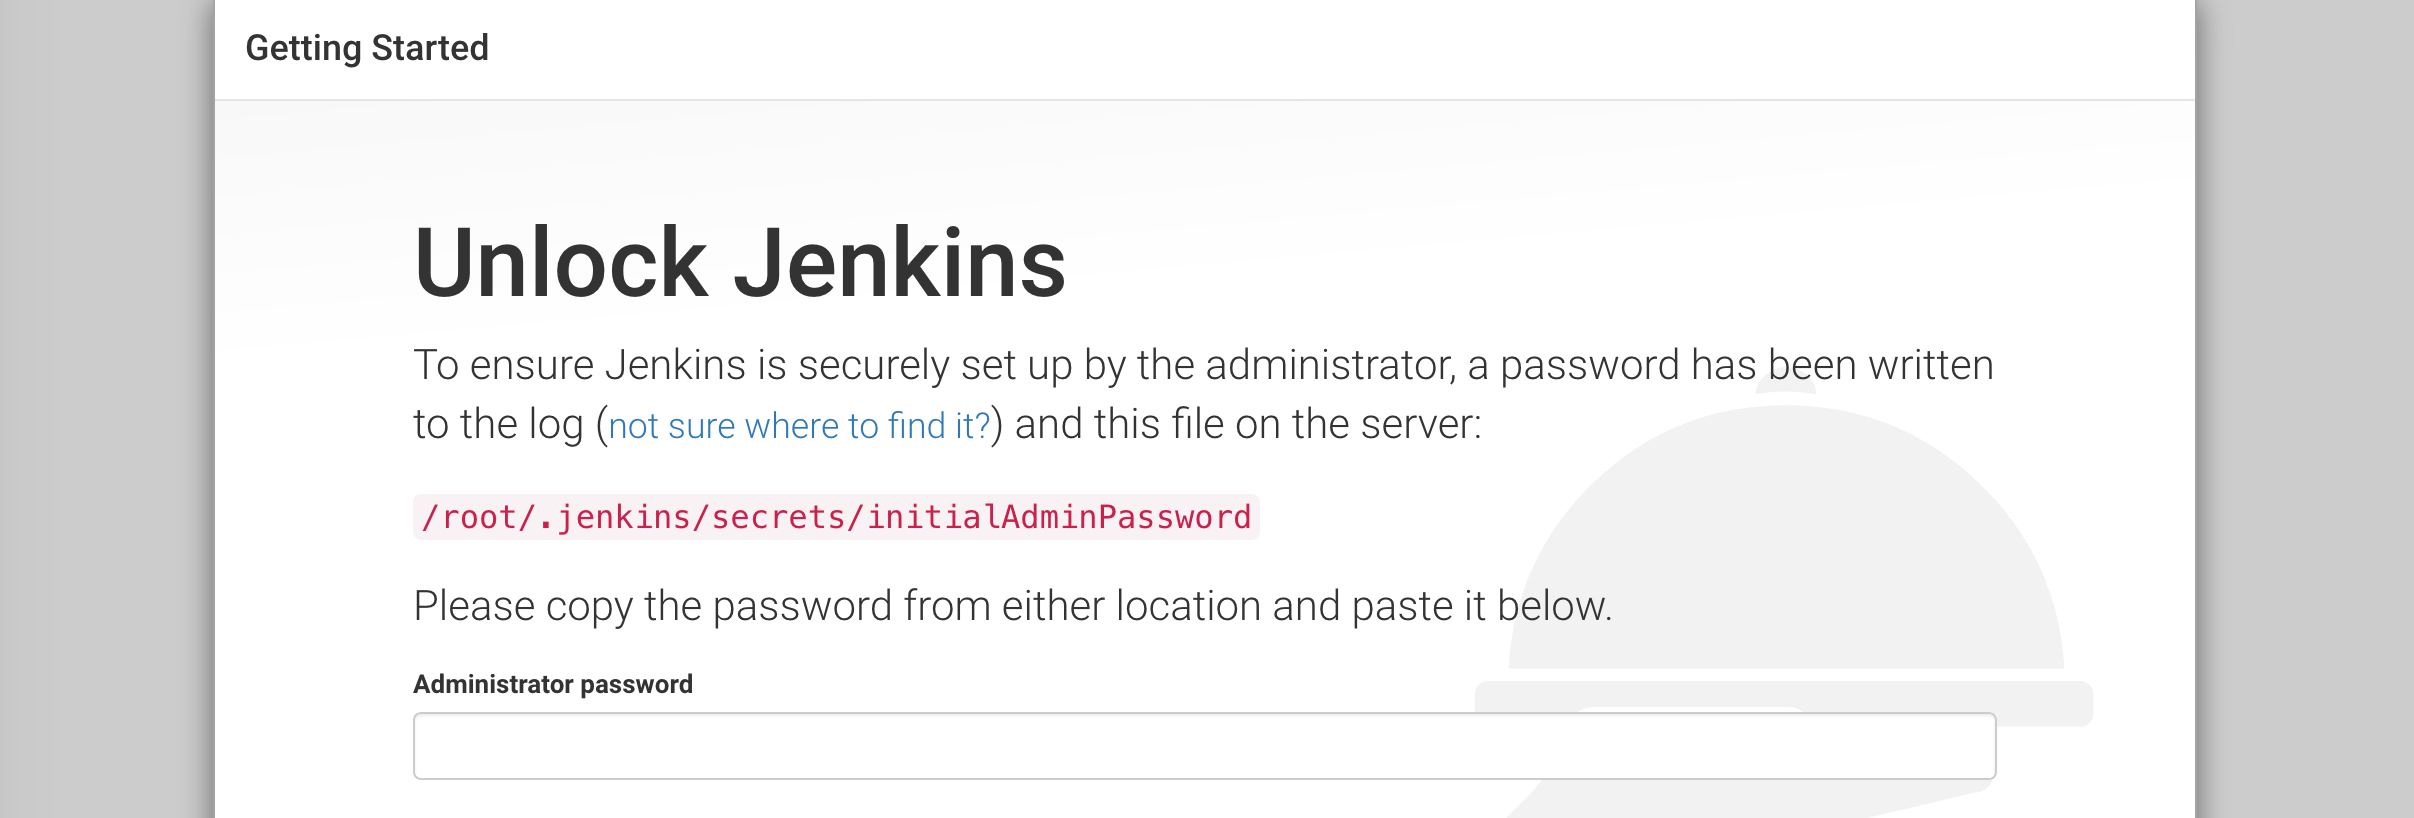 Getting Started
Unlock Jenkins
To ensure Jenkins is securely set up by the administrator, a password has been written
to the log (not sure where to find it?) and this file on the server:
/root/.jenkins/secrets/initialAdminPassword
Please copy the password from either location and paste it below.
Administrator password